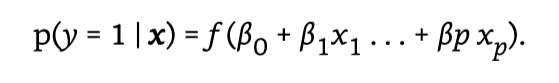 p(y = 1 | x) = f (β₀ + β₁x₁ . . . + βp xₚ).